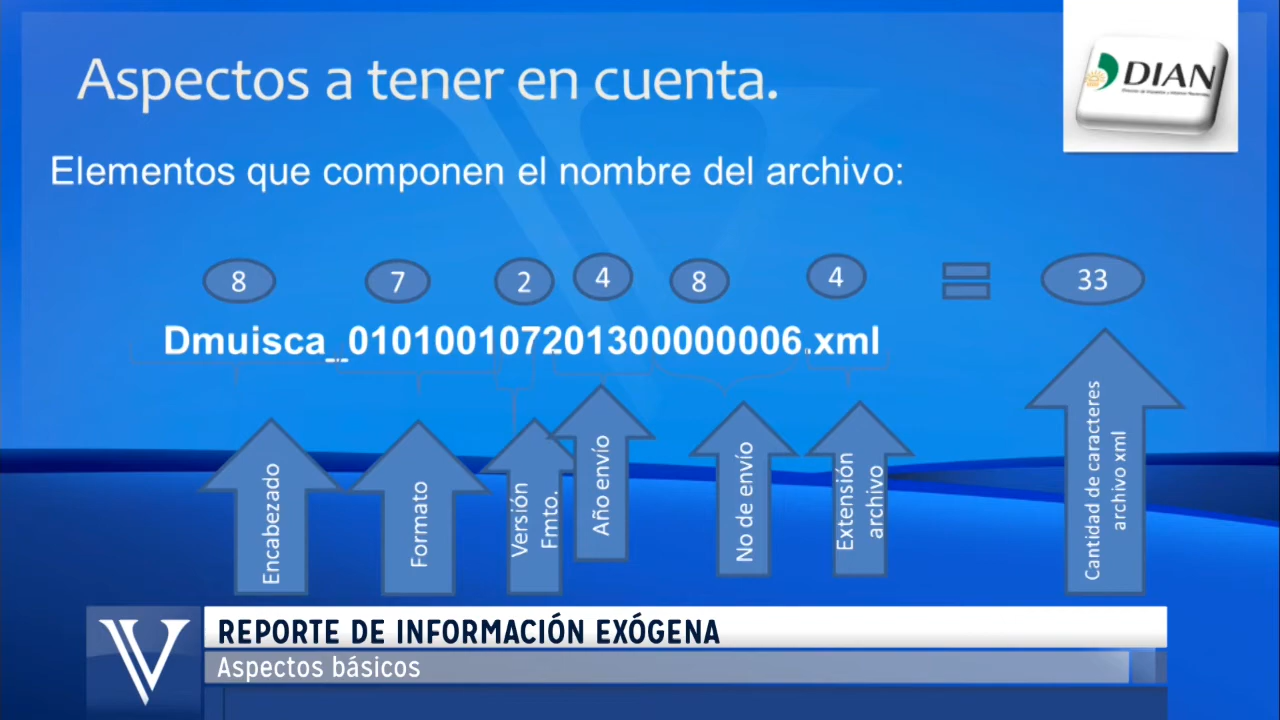 Aspectos a tener en cuenta.
DIAN
Elementos que componen el nombre del archivo:
8 7 2 4 8 4 33
Dmuisca_010100107201300000006.xml
Encabezado
Formato
Versión
Fmto.
Año envío
No de envío
Extensión
archivo
Cantidad de caracteres
archivo xml
V
REPORTE DE INFORMACIÓN EXÓGENA
Aspectos básicos